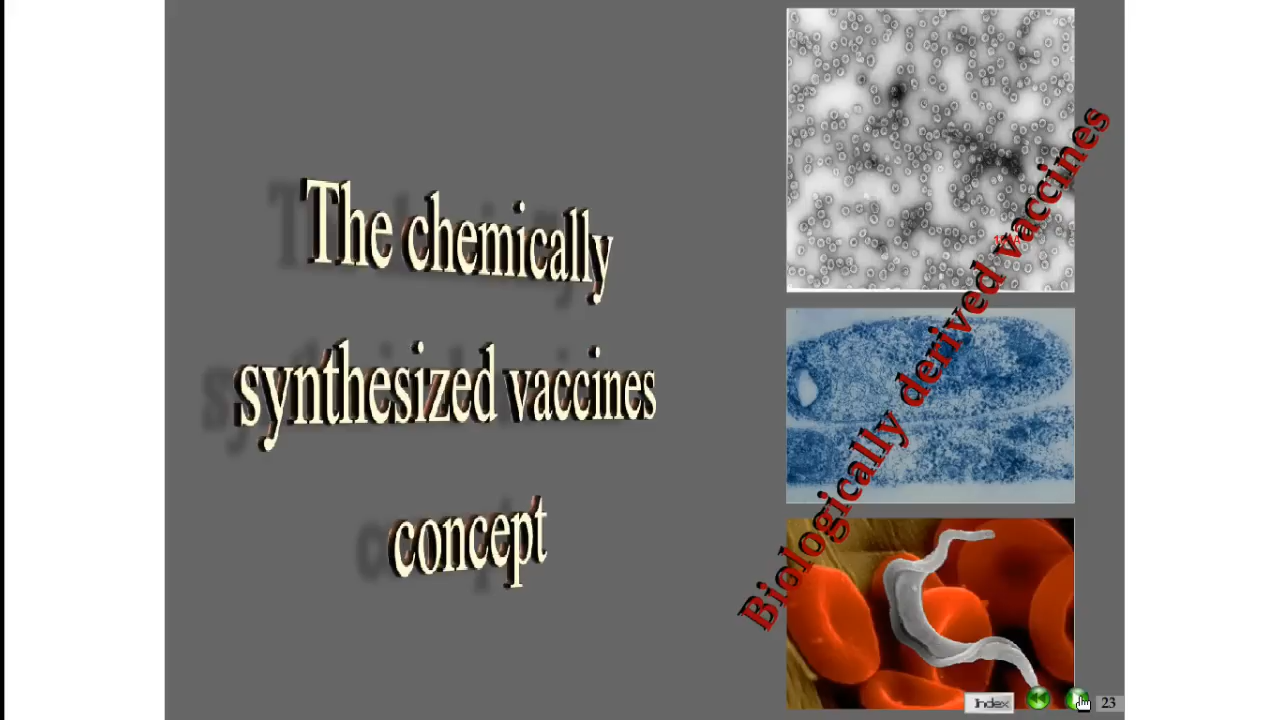 The chemically
synthesized vaccines
concept
Biologically derived vaccines
Index
23